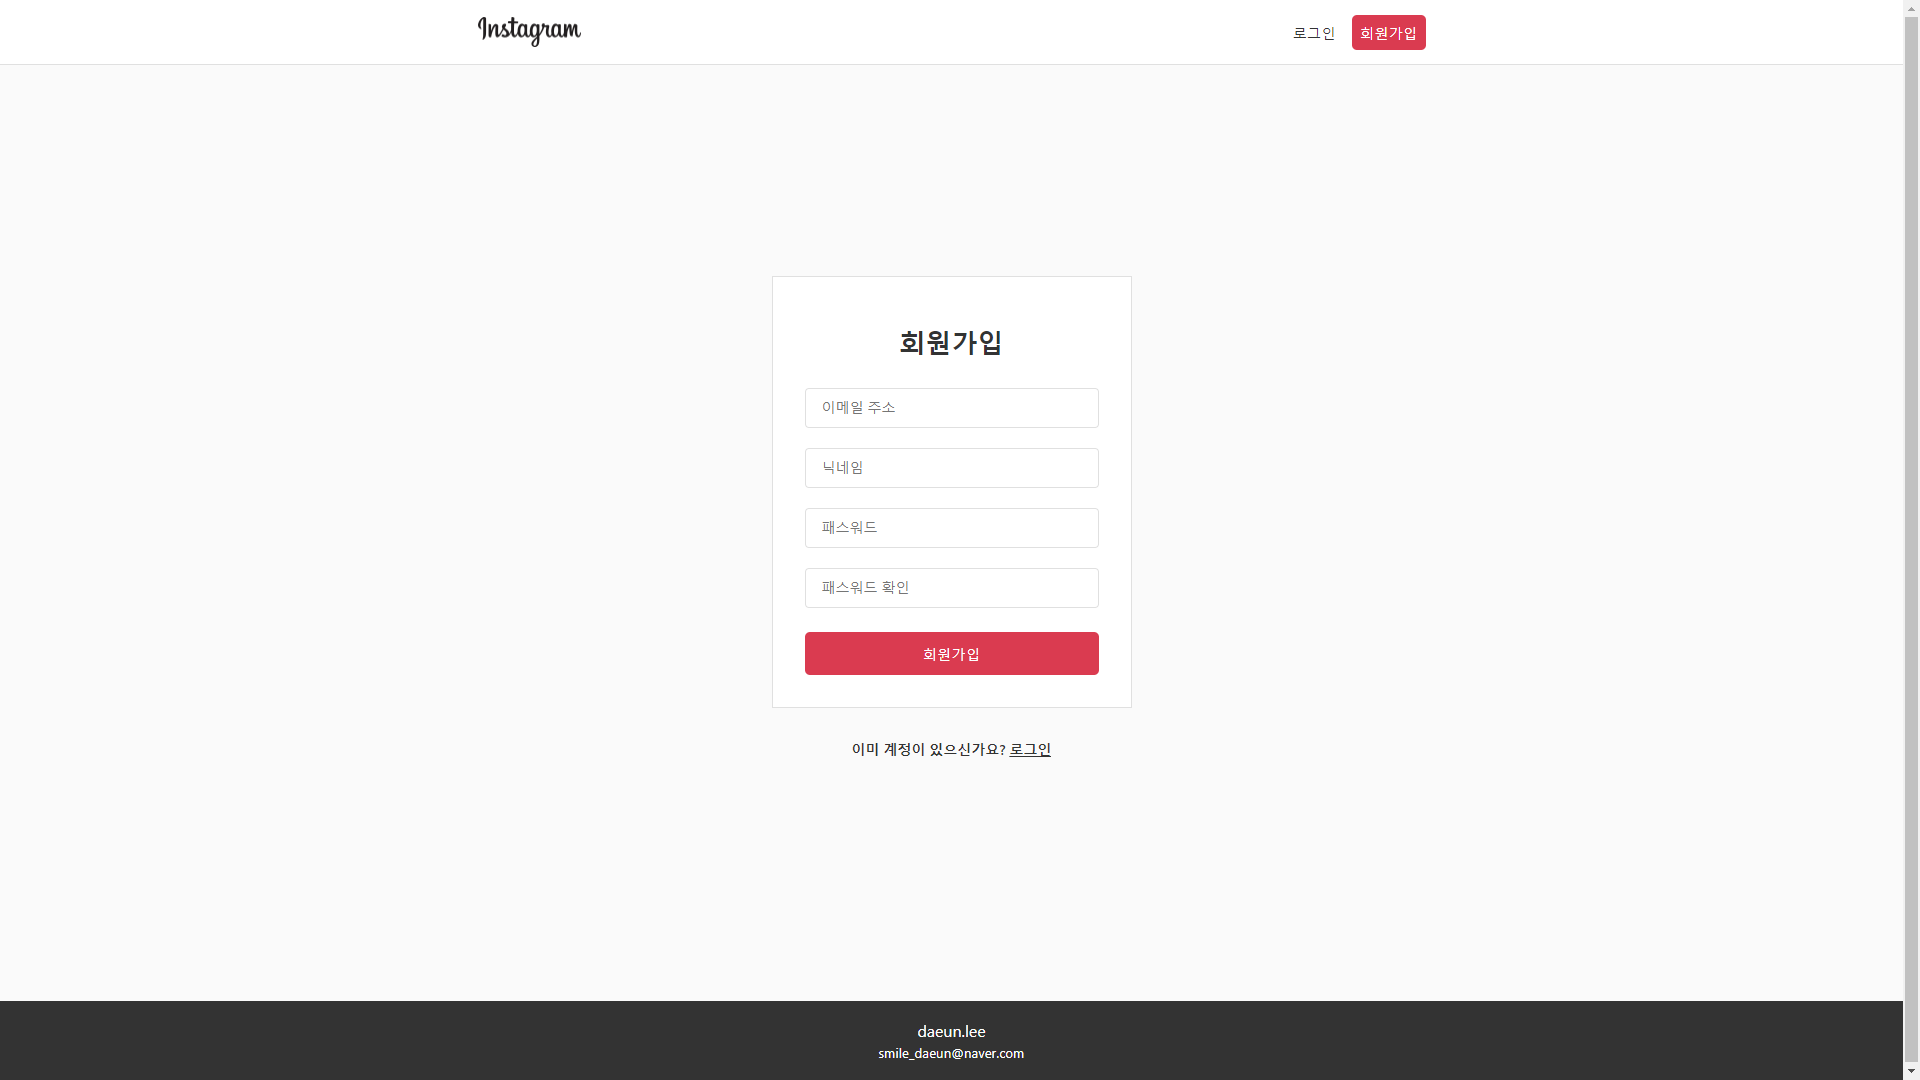 Instagram
로그인
회원가입
회원가입
이메일 주소
닉네임
패스워드
패스워드 확인
회원가입
이미 계정이 있으신가요? 로그인
daeun.lee
smile_daeun@naver.com